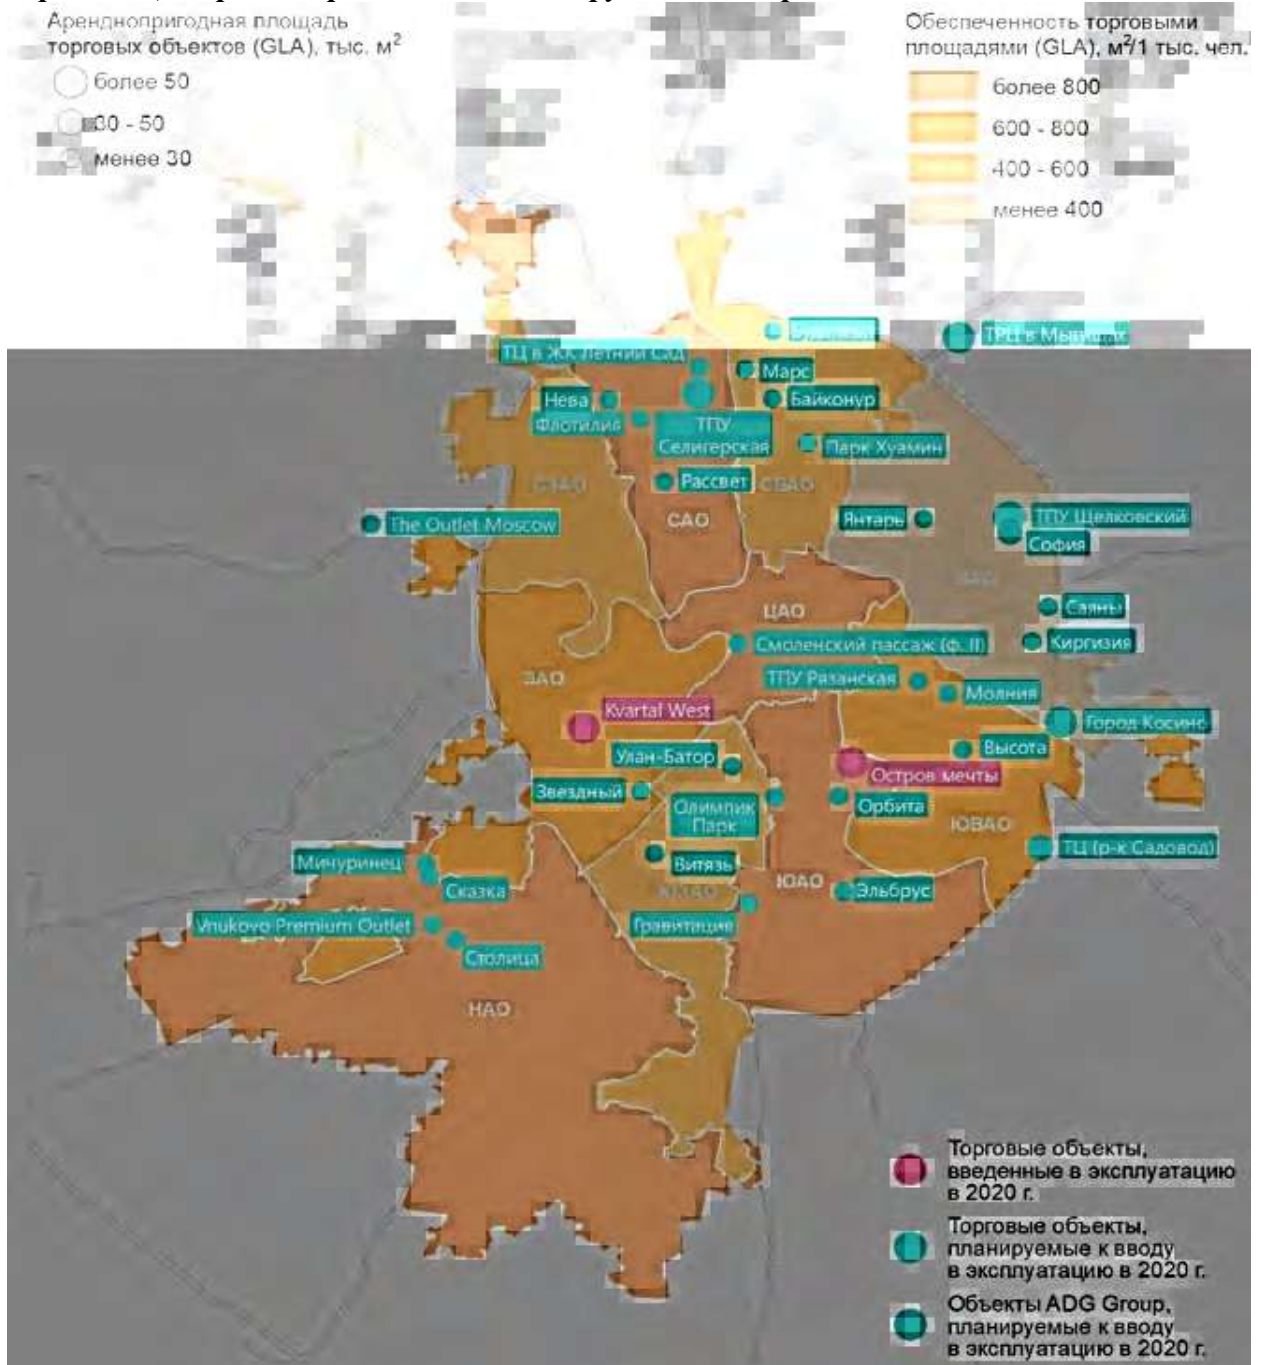 Аренднопригодная площадь
торговых объектов (GLA), тыс. м²
более 50
30 - 50
менее 30
Обеспеченность торговыми
площадями (GLA), м²/1 тыс. чел.
более 800
600 - 800
400 - 600
менее 400
ТРЦ в Мытищах
ТЦ в ЖК Летний Сад
Марс
Нева
Байконур
Флотилия
ТПУ
Селигерская
Парк Хуамин
Рассвет
СЗАО
СВАО
САО
The Outlet Moscow
Янтарь
ТПУ Щелковский
София
ВАО
Саяны
ЦАО
Киргизия
Смоленский пассаж (ф. II)
ЗАО
ТПУ Рязанская
Молния
Kvartal West
Город Косино
Улан-Батор
Высота
Остров мечты
Звездный
Олимпик
Парк
Орбита
ЮВАО
ТЦ (р-к Садовод)
Мичуринец
Витязь
Сказка
ЮЗАО
ЮАО
Эльбрус
Vnukovo Premium Outlet
Гравитация
Столица
НАО
Торговые объекты,
введенные в эксплуатацию
в 2020 г.
Торговые объекты,
планируемые к вводу
в эксплуатацию в 2020 г.
Объекты ADG Group,
планируемые к вводу
в эксплуатацию в 2020 г.